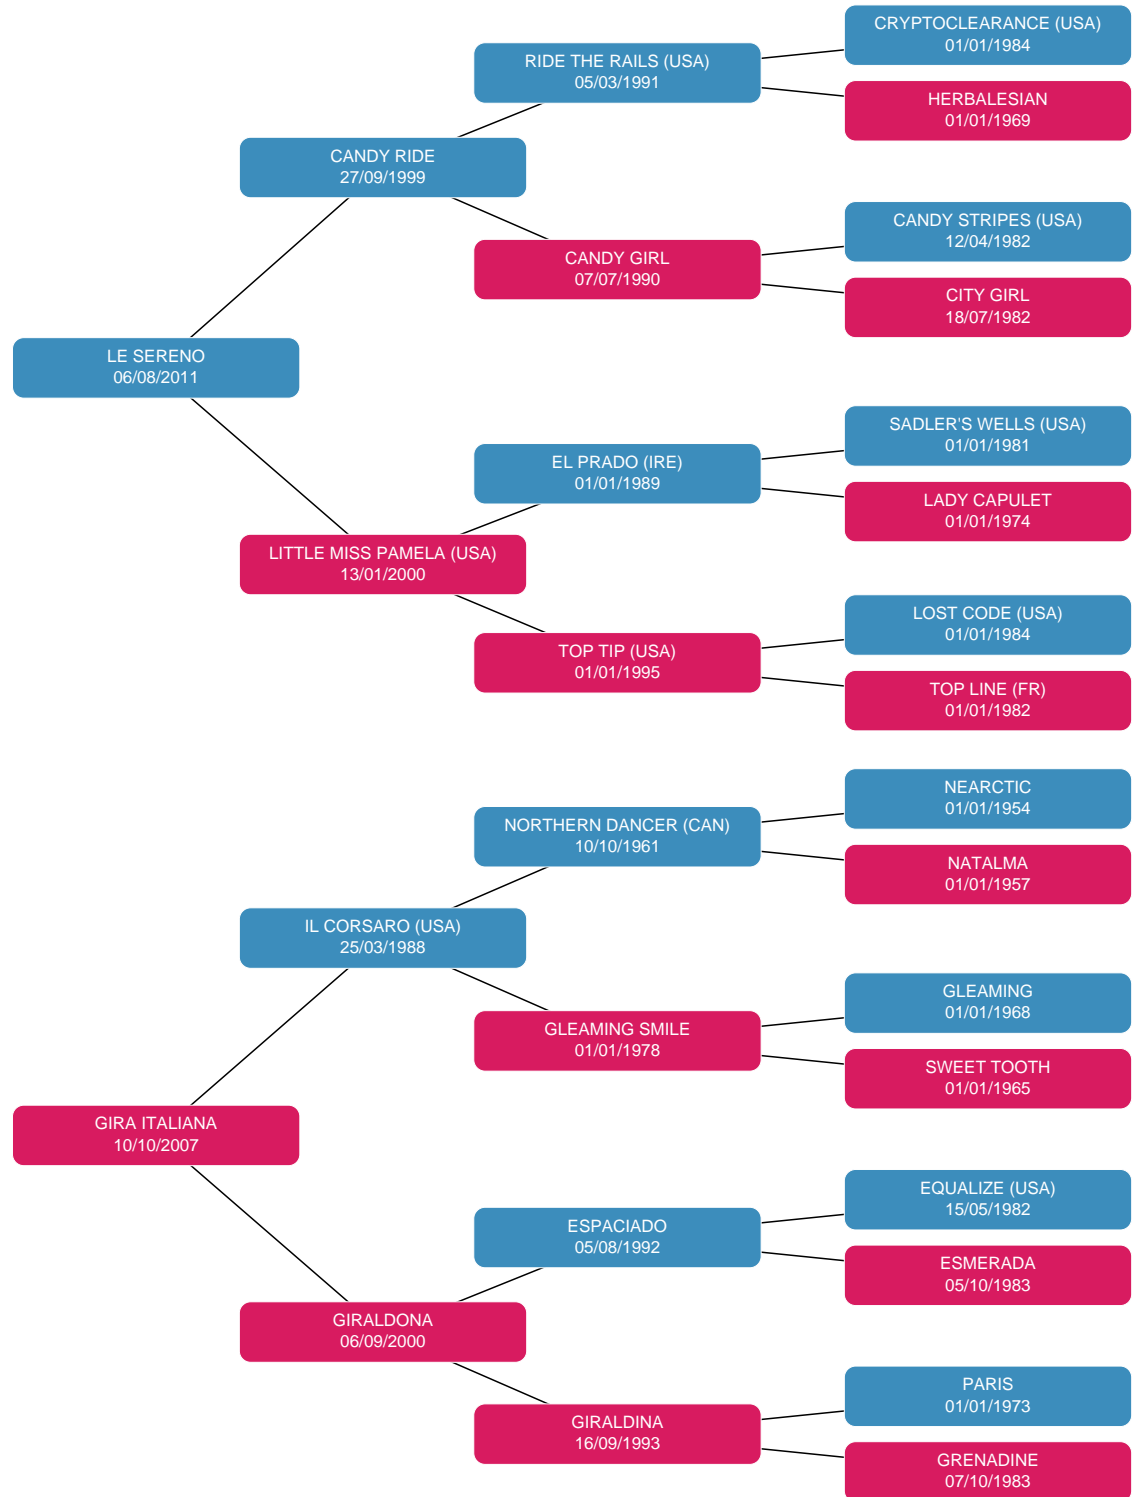 CRYPTOCLEARANCE (USA)
01/01/1984
RIDE THE RAILS (USA)
05/03/1991
HERBALESIAN
01/01/1969
CANDY RIDE
27/09/1999
CANDY STRIPES (USA)
12/04/1982
CANDY GIRL
07/07/1990
CITY GIRL
18/07/1982
LE SERENO
06/08/2011
SADLER'S WELLS (USA)
01/01/1981
EL PRADO (IRE)
01/01/1989
LADY CAPULET
01/01/1974
LITTLE MISS PAMELA (USA)
13/01/2000
LOST CODE (USA)
01/01/1984
TOP TIP (USA)
01/01/1995
TOP LINE (FR)
01/01/1982
NEARCTIC
01/01/1954
NORTHERN DANCER (CAN)
10/10/1961
NATALMA
01/01/1957
IL CORSARO (USA)
25/03/1988
GLEAMING
01/01/1968
GLEAMING SMILE
01/01/1978
SWEET TOOTH
01/01/1965
GIRA ITALIANA
10/10/2007
EQUALIZE (USA)
15/05/1982
ESPACIADO
05/08/1992
ESMERADA
05/10/1983
GIRALDONA
06/09/2000
PARIS
01/01/1973
GIRALDINA
16/09/1993
GRENADINE
07/10/1983